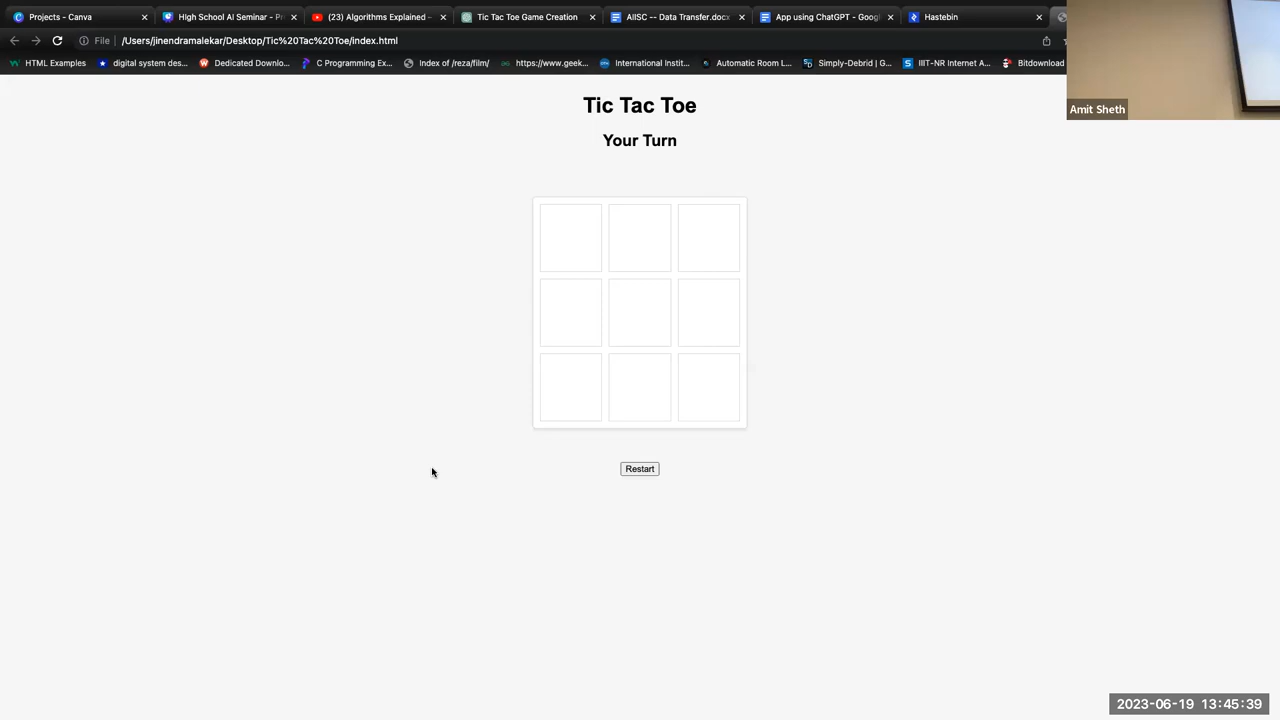 Projects - Canva
High School AI Seminar - Pr
(23) Algorithms Explained –
Tic Tac Toe Game Creation
AIISC -- Data Transfer.docx
App using ChatGPT - Googl
Hastebin
File
/Users/jinendramalekar/Desktop/Tic%20Tac%20Toe/index.html
HTML Examples
digital system des...
Dedicated Downlo...
C Programming Ex...
Index of /reza/film/
https://www.geek...
International Instit...
Automatic Room L...
Simply-Debrid | G...
IIIT-NR Internet A...
Bitdownload
Amit Sheth
Tic Tac Toe
Your Turn
Restart
2023-06-19 13:45:39